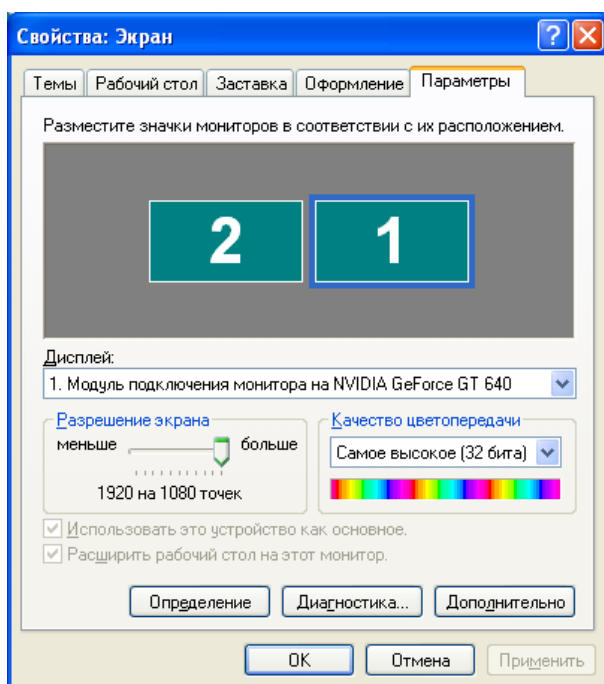 Свойства: Экран
Темы Рабочий стол Заставка Оформление Параметры
Разместите значки мониторов в соответствии с их расположением.
2 1
Дисплей:
1. Модуль подключения монитора на NVIDIA GeForce GT 640
Разрешение экрана
меньше больше
1920 на 1080 точек
Качество цветопередачи
Самое высокое (32 бита)
Использовать это устройство как основное.
Расширить рабочий стол на этот монитор.
Определение Диагностика... Дополнительно
ОК Отмена Применить